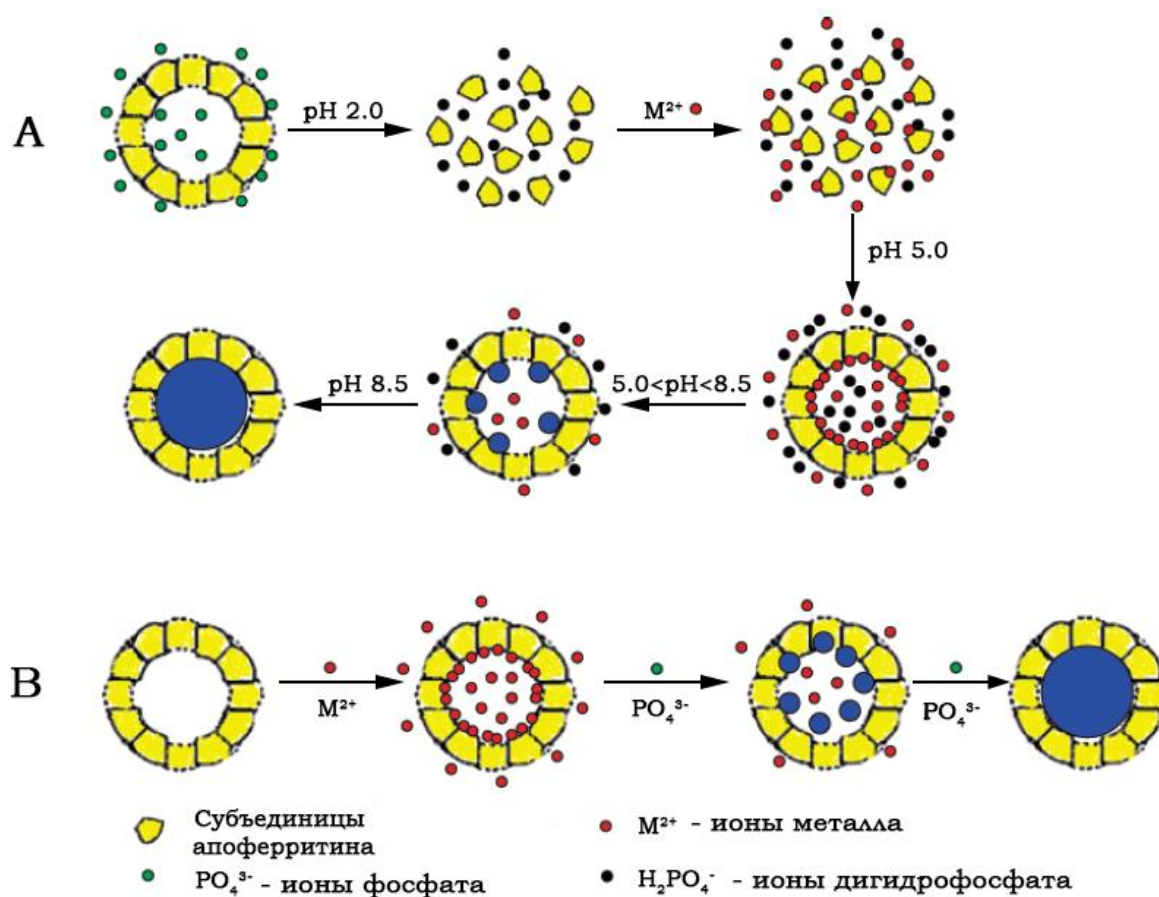 A
pH 2.0
M²⁺
pH 5.0
pH 8.5
5.0<pH<8.5
B
M²⁺
PO₄³⁻
PO₄³⁻
Субъединицы
апоферритина
M²⁺ - ионы металла
PO₄³⁻ - ионы фосфата
H₂PO₄⁻ - ионы дигидрофосфата